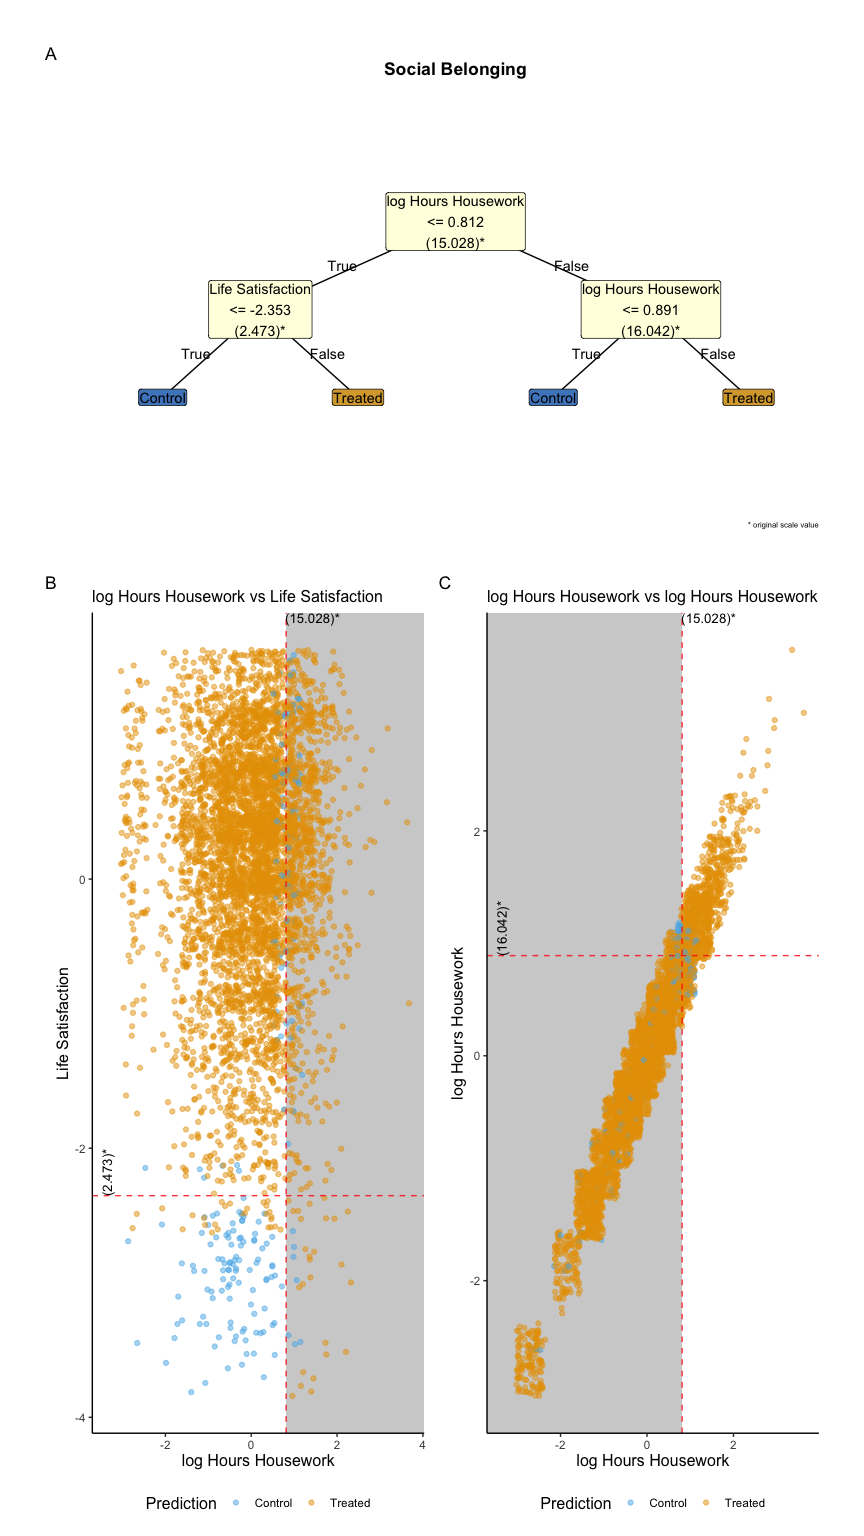 A
Social Belonging
log Hours Housework
<= 0.812
(15.028)*
True
False
Life Satisfaction
<= -2.353
(2.473)*
log Hours Housework
<= 0.891
(16.042)*
True
False
True
False
Control
Treated
Control
Treated
* original scale value
B
log Hours Housework vs Life Satisfaction
(15.028)*
(2.473)*
Life Satisfaction
0
-2
-4
-2
0
2
4
log Hours Housework
Prediction
Control
Treated
C
log Hours Housework vs log Hours Housework
(15.028)*
(16.042)*
log Hours Housework
2
0
-2
-2
0
2
log Hours Housework
Prediction
Control
Treated